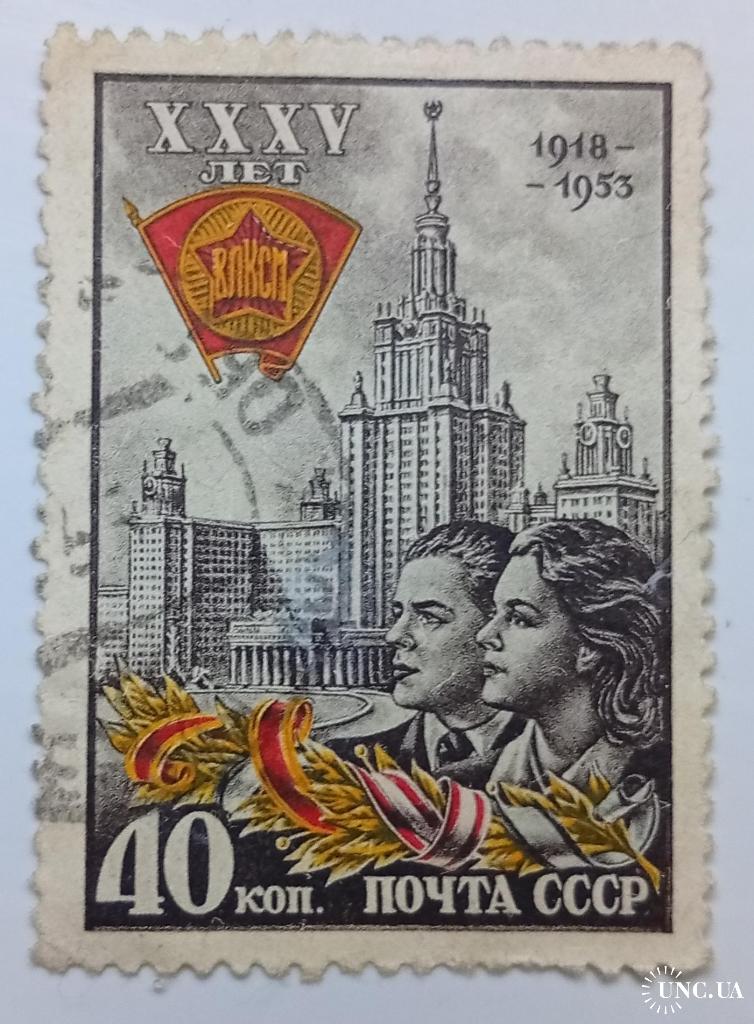 XXXV
ЛЕТ
1918-
-1953
ВЛКСМ
40 КОП. ПОЧТА СССР
UNC.UA